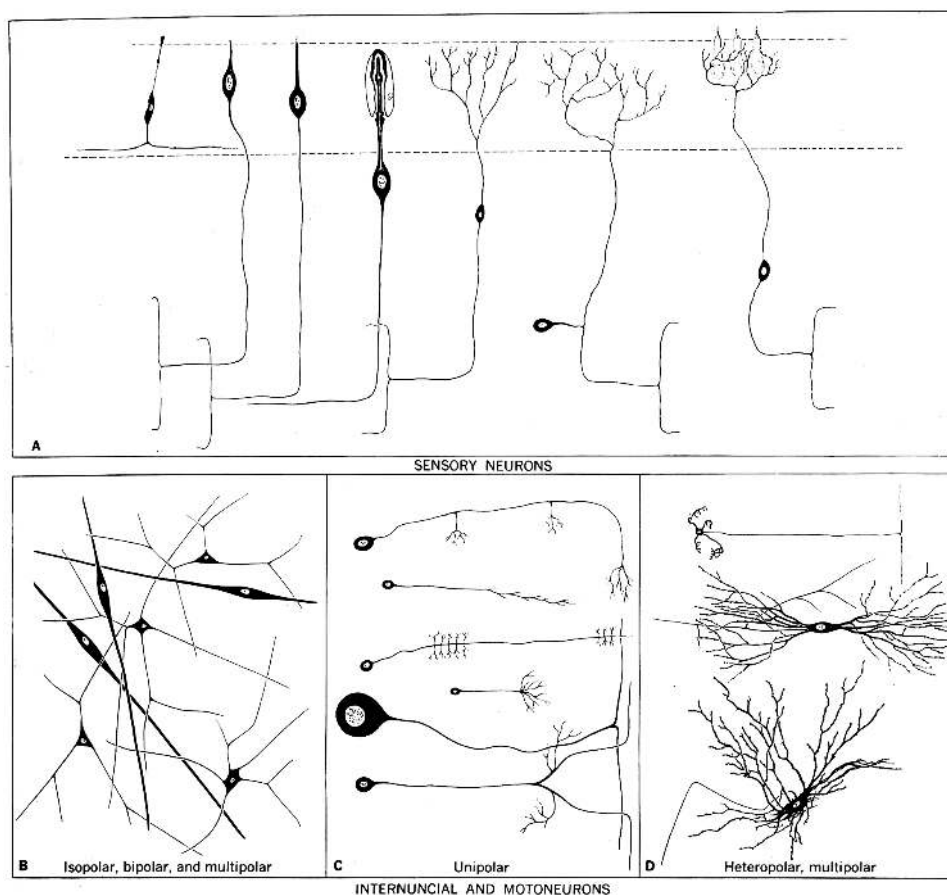 A
SENSORY NEURONS
B Isopolar, bipolar, and multipolar
C Unipolar
D Heteropolar, multipolar
INTERNUNCIAL AND MOTONEURONS